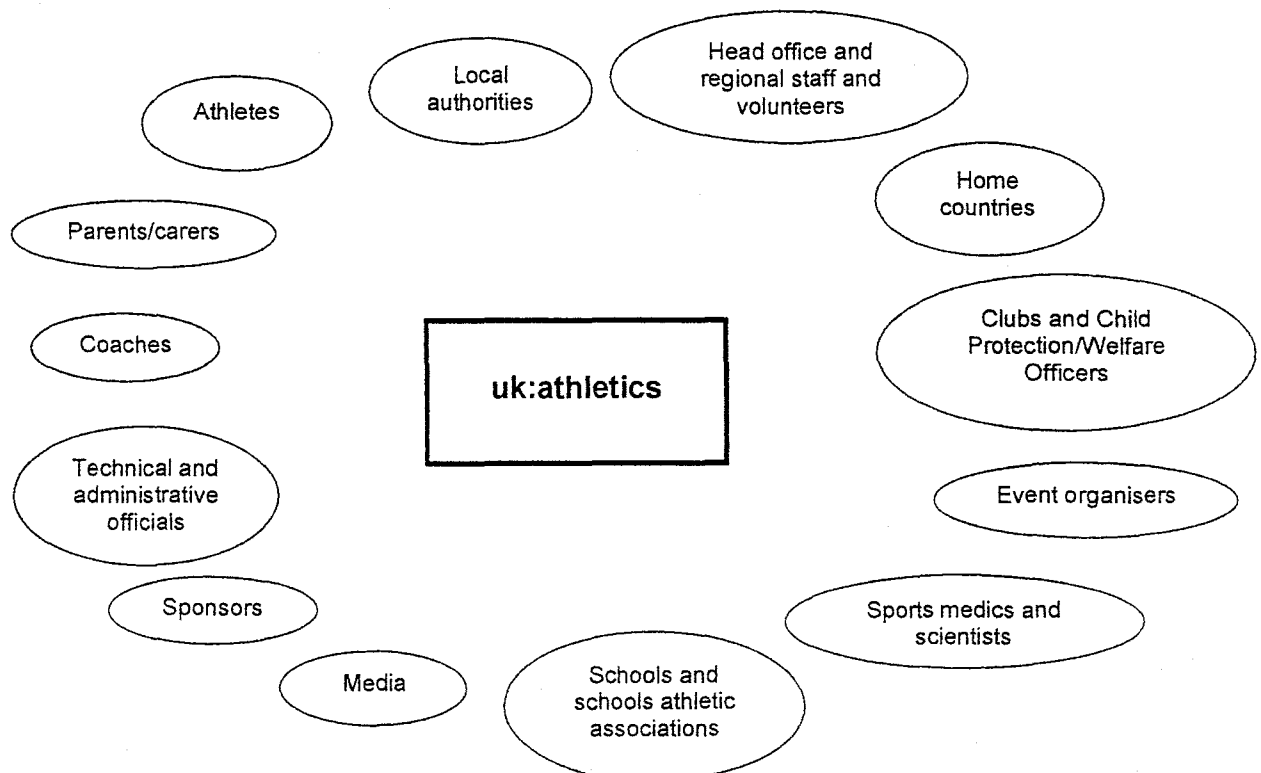 Head office and
regional staff and
volunteers
Local
authorities
Athletes
Home
countries
Parents/carers
Clubs and Child
Protection/Welfare
Officers
Coaches
uk:athletics
Technical and
administrative
officials
Event organisers
Sponsors
Sports medics and
scientists
Media
Schools and
schools athletic
associations